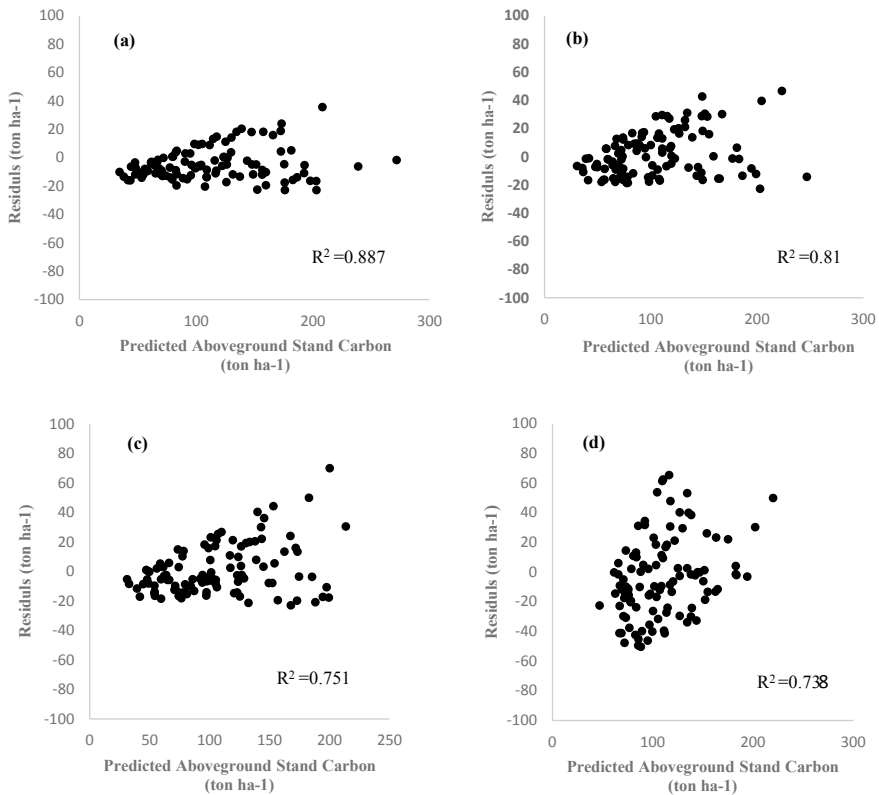 100
80
60
40
20
0
-20
-40
-60
-80
-100
(a)
R² =0.887
0 100 200 300
Predicted Aboveground Stand Carbon
(ton ha-1)
Residuls (ton ha-1)
100
80
60
40
20
0
-20
-40
-60
-80
-100
(b)
R² =0.81
0 100 200 300
Predicted Aboveground Stand Carbon
(ton ha-1)
Residuls (ton ha-1)
100
80
60
40
20
0
-20
-40
-60
-80
-100
(c)
R² =0.751
0 50 100 150 200 250
Predicted Aboveground Stand Carbon
(ton ha-1)
Residuls (ton ha-1)
100
80
60
40
20
0
-20
-40
-60
-80
-100
(d)
R² =0.738
0 100 200 300
Predicted Aboveground Stand Carbon
(ton ha-1)
Residuls (ton ha-1)